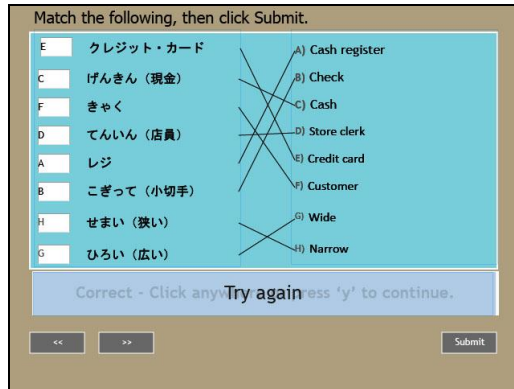 Match the following, then click Submit.
E クレジット・カード A) Cash register
C げんきん（現金） B) Check
F きゃく C) Cash
D てんいん（店員） D) Store clerk
A レジ E) Credit card
B こぎって（小切手） F) Customer
H せまい（狭い） G) Wide
G ひろい（広い） H) Narrow
Correct - Click any press 'y' to continue.
Try again
<< >> Submit